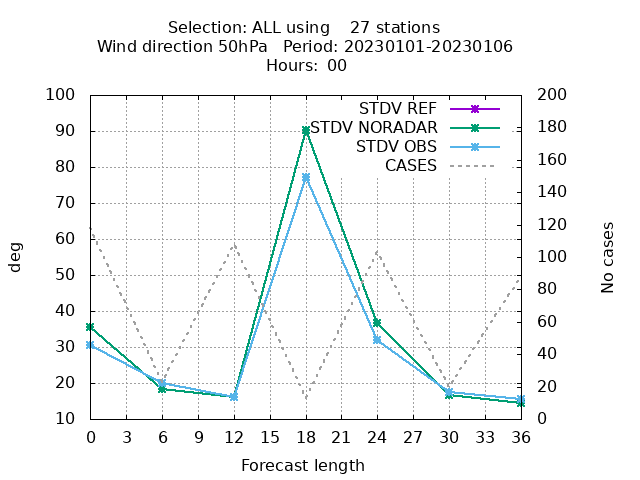 Selection: ALL using 27 stations
Wind direction 50hPa Period: 20230101-20230106
Hours: 00
STDV REF
STDV NORADAR
STDV OBS
CASES
deg
100
90
80
70
60
50
40
30
20
10
200
180
160
140
120
100
80
60
40
20
0
No cases
0 3 6 9 12 15 18 21 24 27 30 33 36
Forecast length